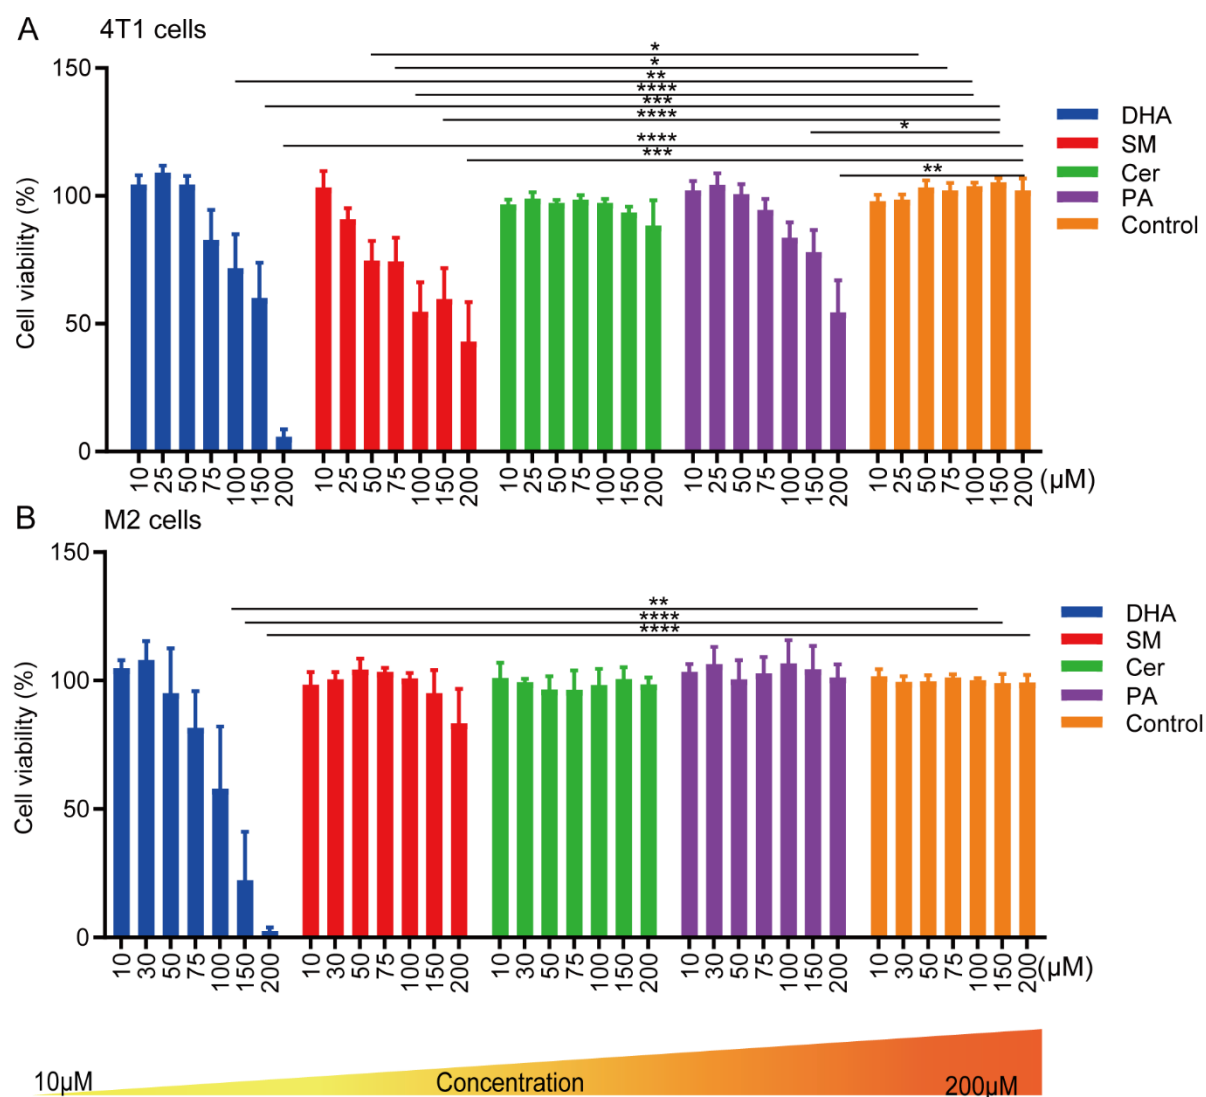 A 4T1 cells
*
*
**
****
***
****
*
****
***
**
150
100
50
0
Cell viability (%)
DHA
SM
Cer
PA
Control
10 25 50 75 100 150 200 10 25 50 75 100 150 200 10 25 50 75 100 150 200 10 25 50 75 100 150 200 10 25 50 75 100 150 200 (µM)
B M2 cells
**
****
****
150
100
50
0
Cell viability (%)
DHA
SM
Cer
PA
Control
10 30 50 75 100 150 200 10 30 50 75 100 150 200 10 30 50 75 100 150 200 10 30 50 75 100 150 200 10 30 50 75 100 150 200 (µM)
10µM Concentration 200µM